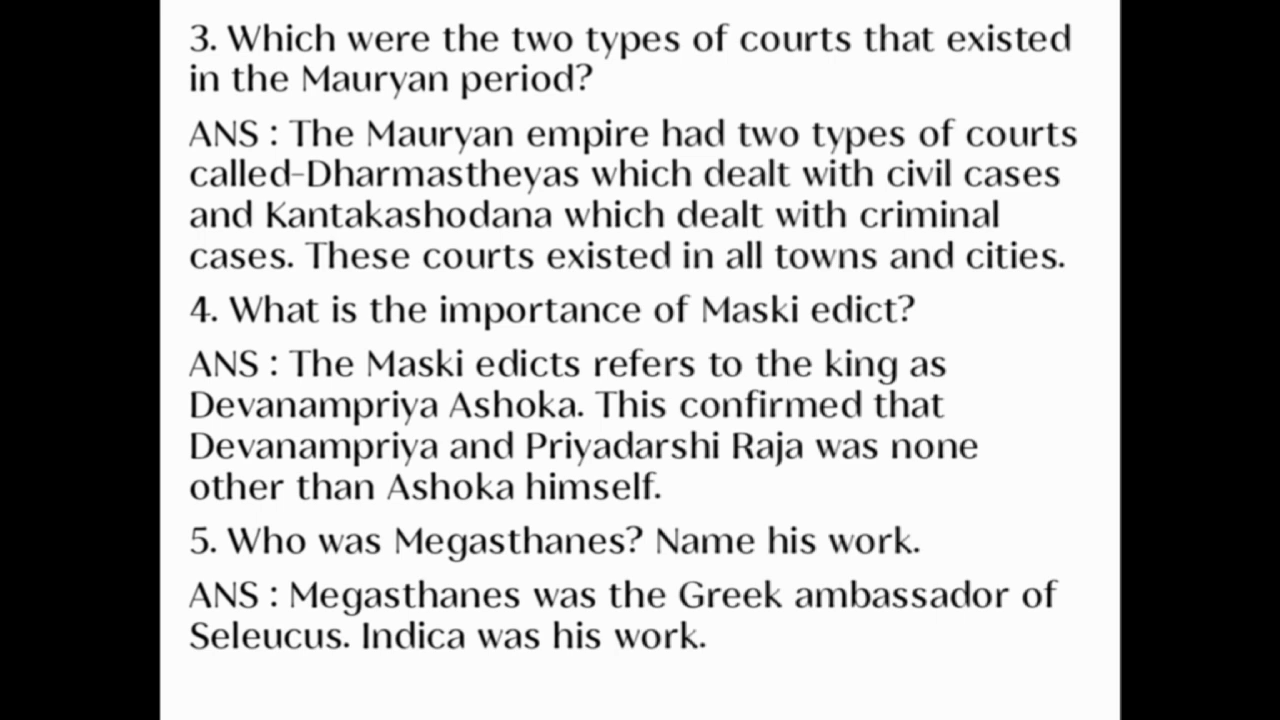 3. Which were the two types of courts that existed
in the Mauryan period?
ANS : The Mauryan empire had two types of courts
called-Dharmastheyas which dealt with civil cases
and Kantakashodana which dealt with criminal
cases. These courts existed in all towns and cities.
4. What is the importance of Maski edict?
ANS : The Maski edicts refers to the king as
Devanampriya Ashoka. This confirmed that
Devanampriya and Priyadarshi Raja was none
other than Ashoka himself.
5. Who was Megasthanes? Name his work.
ANS : Megasthanes was the Greek ambassador of
Seleucus. Indica was his work.